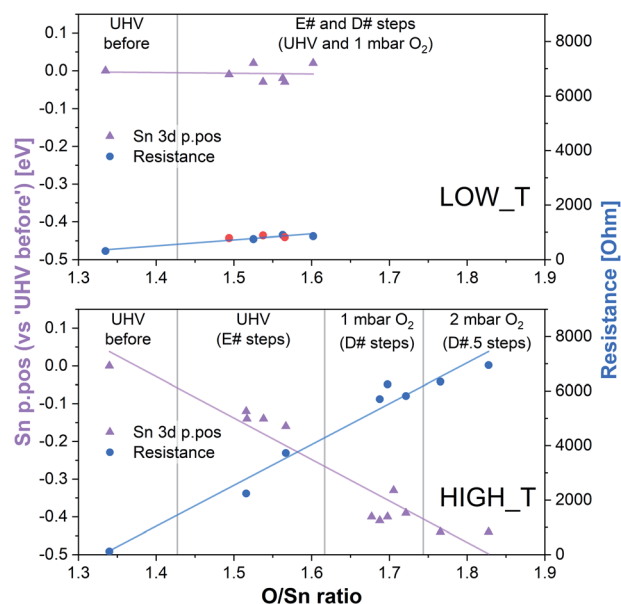 UHV
before
E# and D# steps
(UHV and 1 mbar O₂)
0.1
0.0
-0.1
-0.2
-0.3
-0.4
-0.5
Sn 3d p.pos
Resistance
LOW_T
8000
6000
4000
2000
0
1.3 1.4 1.5 1.6 1.7 1.8 1.9
Sn p.pos (vs 'UHV before') [eV]
Resistance [Ohm]
UHV
before
UHV
(E# steps)
1 mbar O₂
(D# steps)
2 mbar O₂
(D#.5 steps)
0.1
0.0
-0.1
-0.2
-0.3
-0.4
-0.5
Sn 3d p.pos
Resistance
HIGH_T
8000
6000
4000
2000
0
1.3 1.4 1.5 1.6 1.7 1.8 1.9
O/Sn ratio